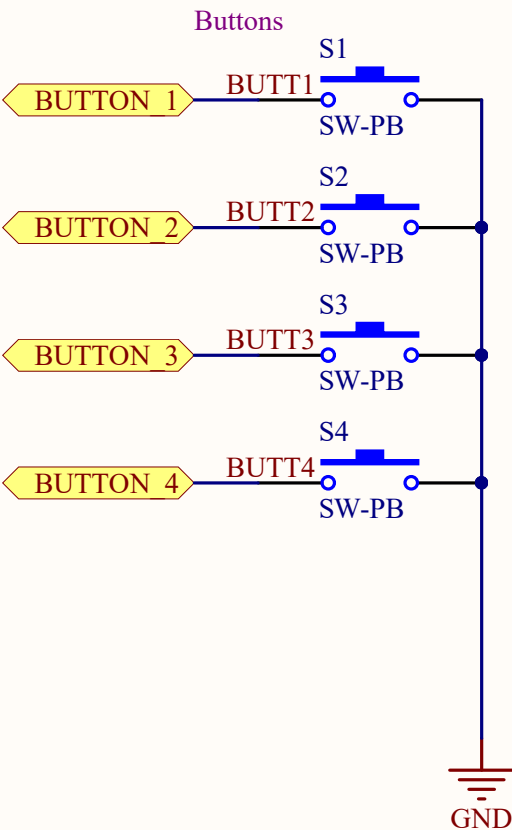 Buttons
S1
BUTTON_1 BUTT1
SW-PB
S2
BUTTON_2 BUTT2
SW-PB
S3
BUTTON_3 BUTT3
SW-PB
S4
BUTTON_4 BUTT4
SW-PB
GND